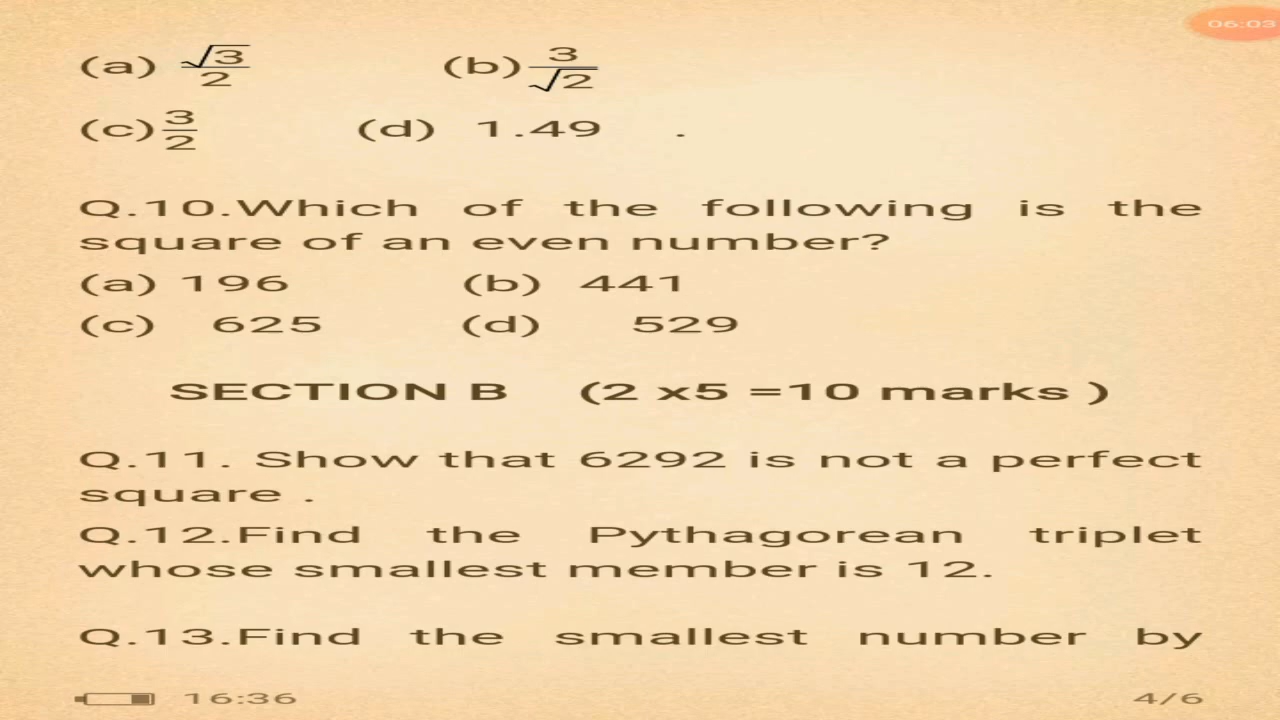 06:03
(a) √3/2 (b) 3/√2
(c) 3/2 (d) 1.49 .
Q.10.Which of the following is the
square of an even number?
(a) 196 (b) 441
(c) 625 (d) 529
SECTION B (2 x5 =10 marks )
Q.11. Show that 6292 is not a perfect
square .
Q.12.Find the Pythagorean triplet
whose smallest member is 12.
Q.13.Find the smallest number by
16:36 4/6